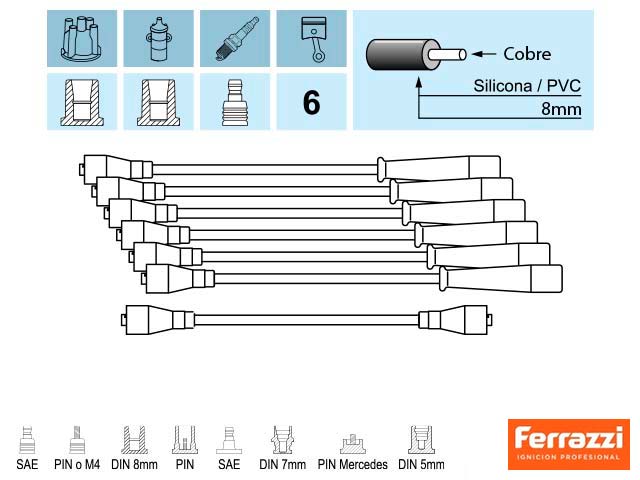 Cobre
Silicona / PVC
8mm
6
SAE PIN o M4 DIN 8mm PIN SAE DIN 7mm PIN Mercedes DIN 5mm
Ferrazzi
IGNICION PROFESIONAL